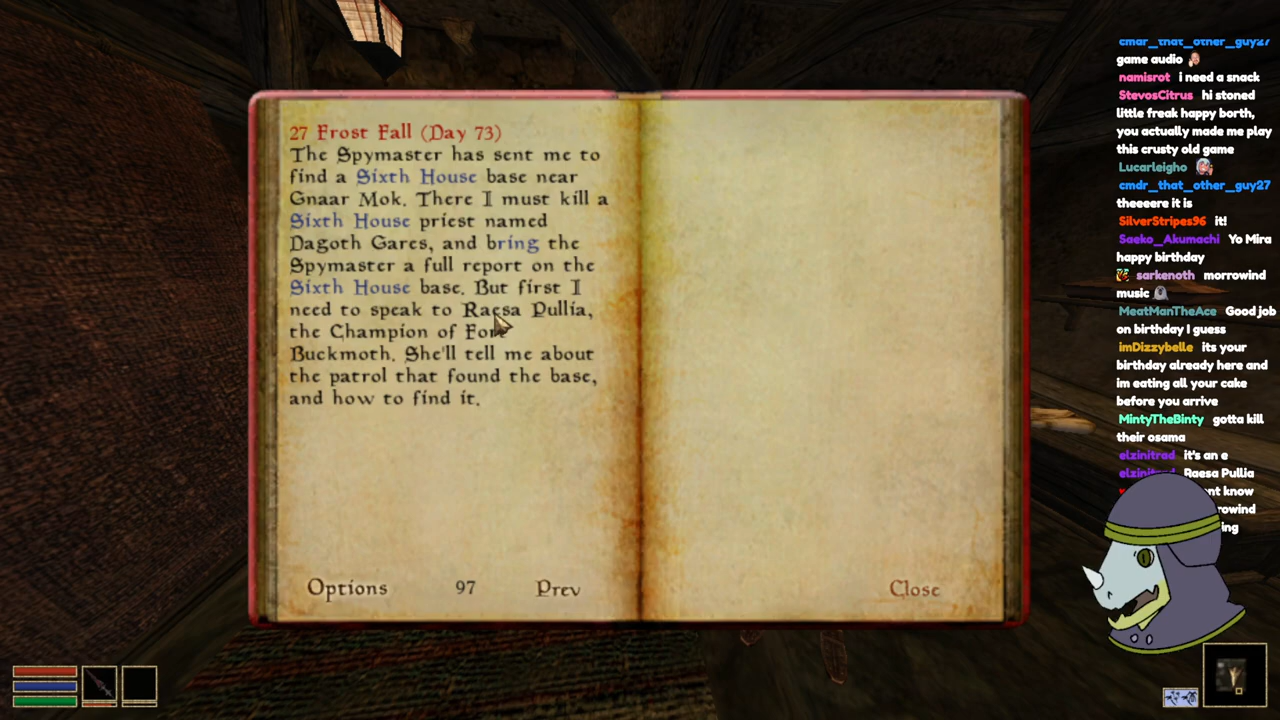 27 Frost Fall (Day 73)
The Spymaster has sent me to
find a Sixth House base near
Gnaar Mok. There I must kill a
Sixth House priest named
Dagoth Gares, and bring the
Spymaster a full report on the
Sixth House base. But first I
need to speak to Raesa Pullia,
the Champion of Fort
Buckmoth. She'll tell me about
the patrol that found the base,
and how to find it.
Options
97
Prev
Close
cmdr_that_other_guy27
game audio
namisrot i need a snack
StevosCitrus hi stoned
little freak happy borth,
you actually made me play
this crusty old game
Lucarleigho
cmdr_that_other_guy27
theeeere it is
SilverStripes96 it!
Saeko_Akumachi Yo Mira
happy birthday
sarkenoth morrowind
music
MeatManTheAce Good job
on birthday I guess
imDizzybelle its your
birthday already here and
im eating all your cake
before you arrive
MintyTheBinty gotta kill
their osama
elzinitrad it's an e
elzinitrad Raesa Pullia
know